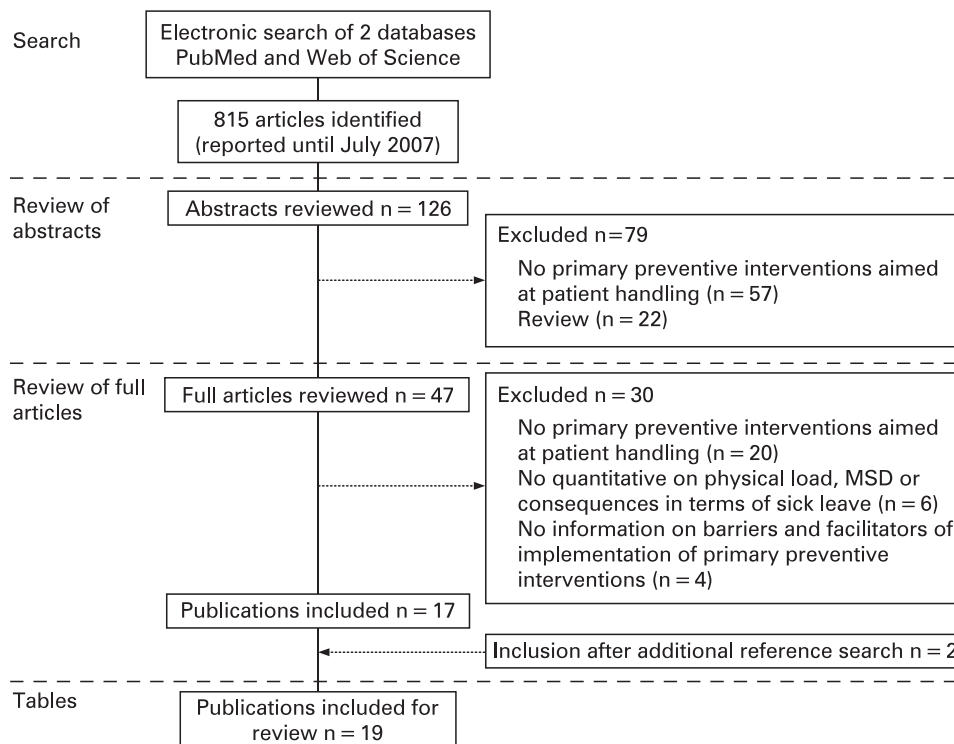 Search
Electronic search of 2 databases
PubMed and Web of Science
815 articles identified
(reported until July 2007)
Review of
abstracts
Abstracts reviewed n = 126
Excluded n=79
No primary preventive interventions aimed
at patient handling (n = 57)
Review (n = 22)
Review of full
articles
Full articles reviewed n = 47
Excluded n = 30
No primary preventive interventions aimed
at patient handling (n = 20)
No quantitative on physical load, MSD or
consequences in terms of sick leave (n = 6)
No information on barriers and facilitators of
implementation of primary preventive
interventions (n = 4)
Publications included n = 17
Inclusion after additional reference search n = 2
Tables
Publications included for
review n = 19